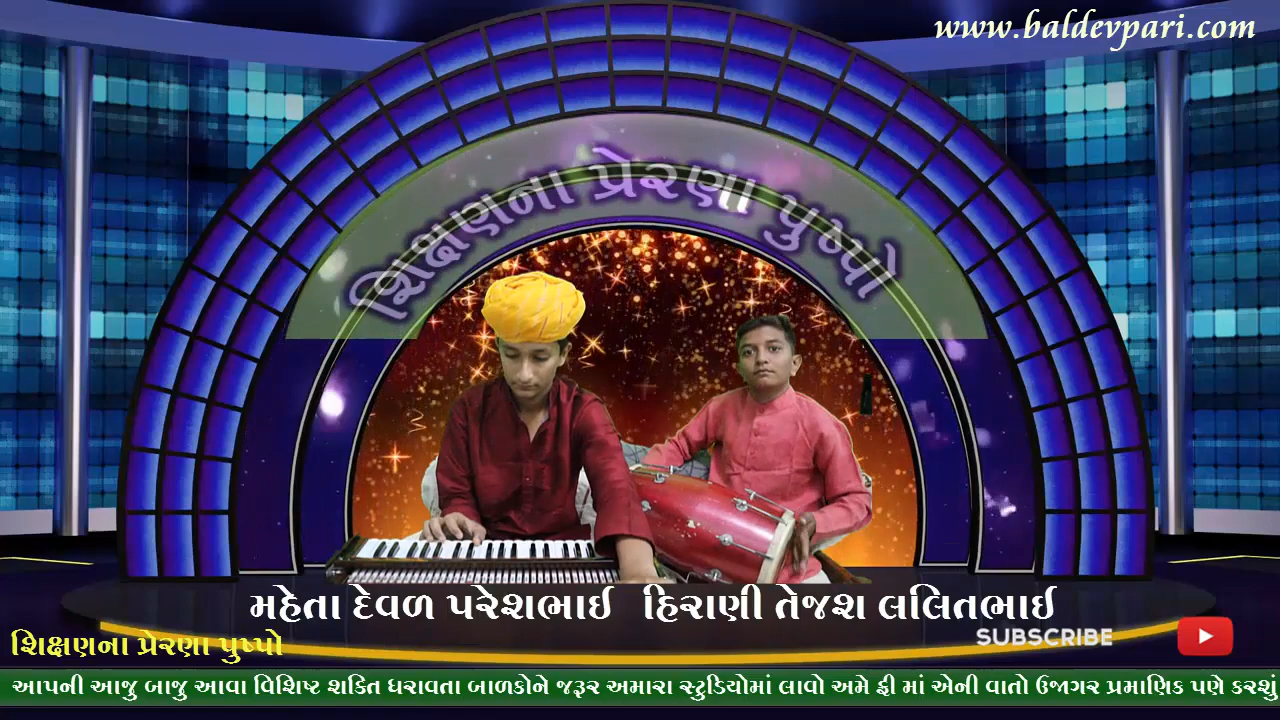 www.baldevpari.com
શિક્ષણના પ્રેરણા પુષ્પો
મહેતા દેવળ પરેશભાઈ હિરાણી તેજશ લલિતભાઈ
SUBSCRIBE
શિક્ષણના પ્રેરણા પુષ્પો
આપની આજુ બાજુ આવા વિશિષ્ટ શક્તિ ધરાવતા બાળકોને જરૂર અમારા સ્ટુડિયોમાં લાવો અમે ફ્રી માં એની વાતો ઉજાગર પ્રમાણિક પણે કરશું